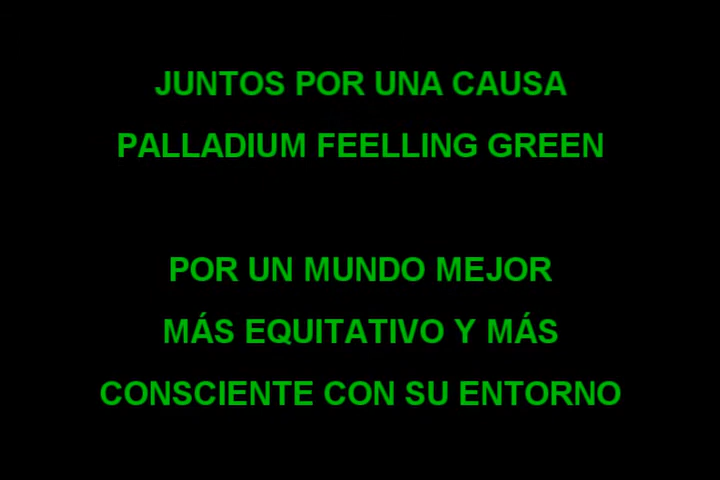 JUNTOS POR UNA CAUSA
PALLADIUM FEELLING GREEN
POR UN MUNDO MEJOR
MÁS EQUITATIVO Y MÁS
CONSCIENTE CON SU ENTORNO